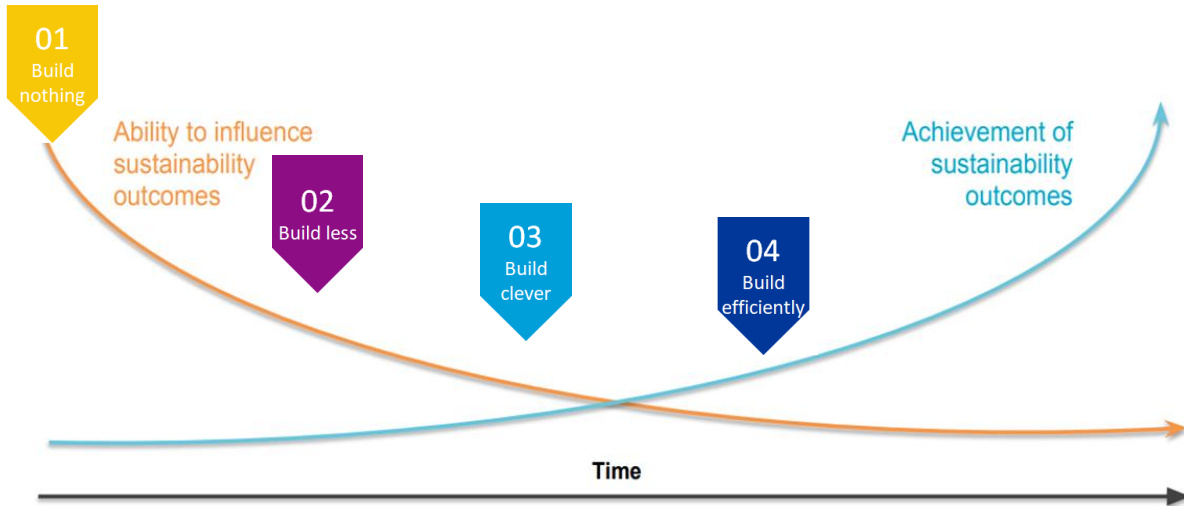 01
Build
nothing
Ability to influence
sustainability
outcomes
02
Build less
03
Build
clever
04
Build
efficiently
Achievement of
sustainability
outcomes
Time